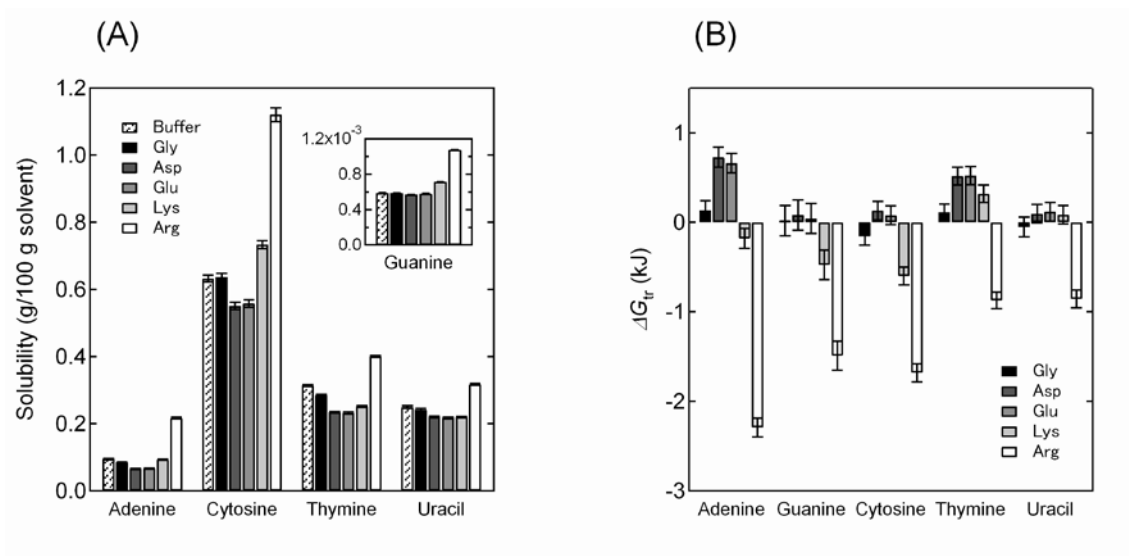 (A)
Solubility (g/100 g solvent)
1.2
1.0
0.8
0.6
0.4
0.2
0.0
Buffer
Gly
Asp
Glu
Lys
Arg
1.2x10-3
0.8
0.4
0.0
Guanine
Adenine Cytosine Thymine Uracil
(B)
ΔGtr (kJ)
1
0
-1
-2
-3
Gly
Asp
Glu
Lys
Arg
Adenine Guanine Cytosine Thymine Uracil